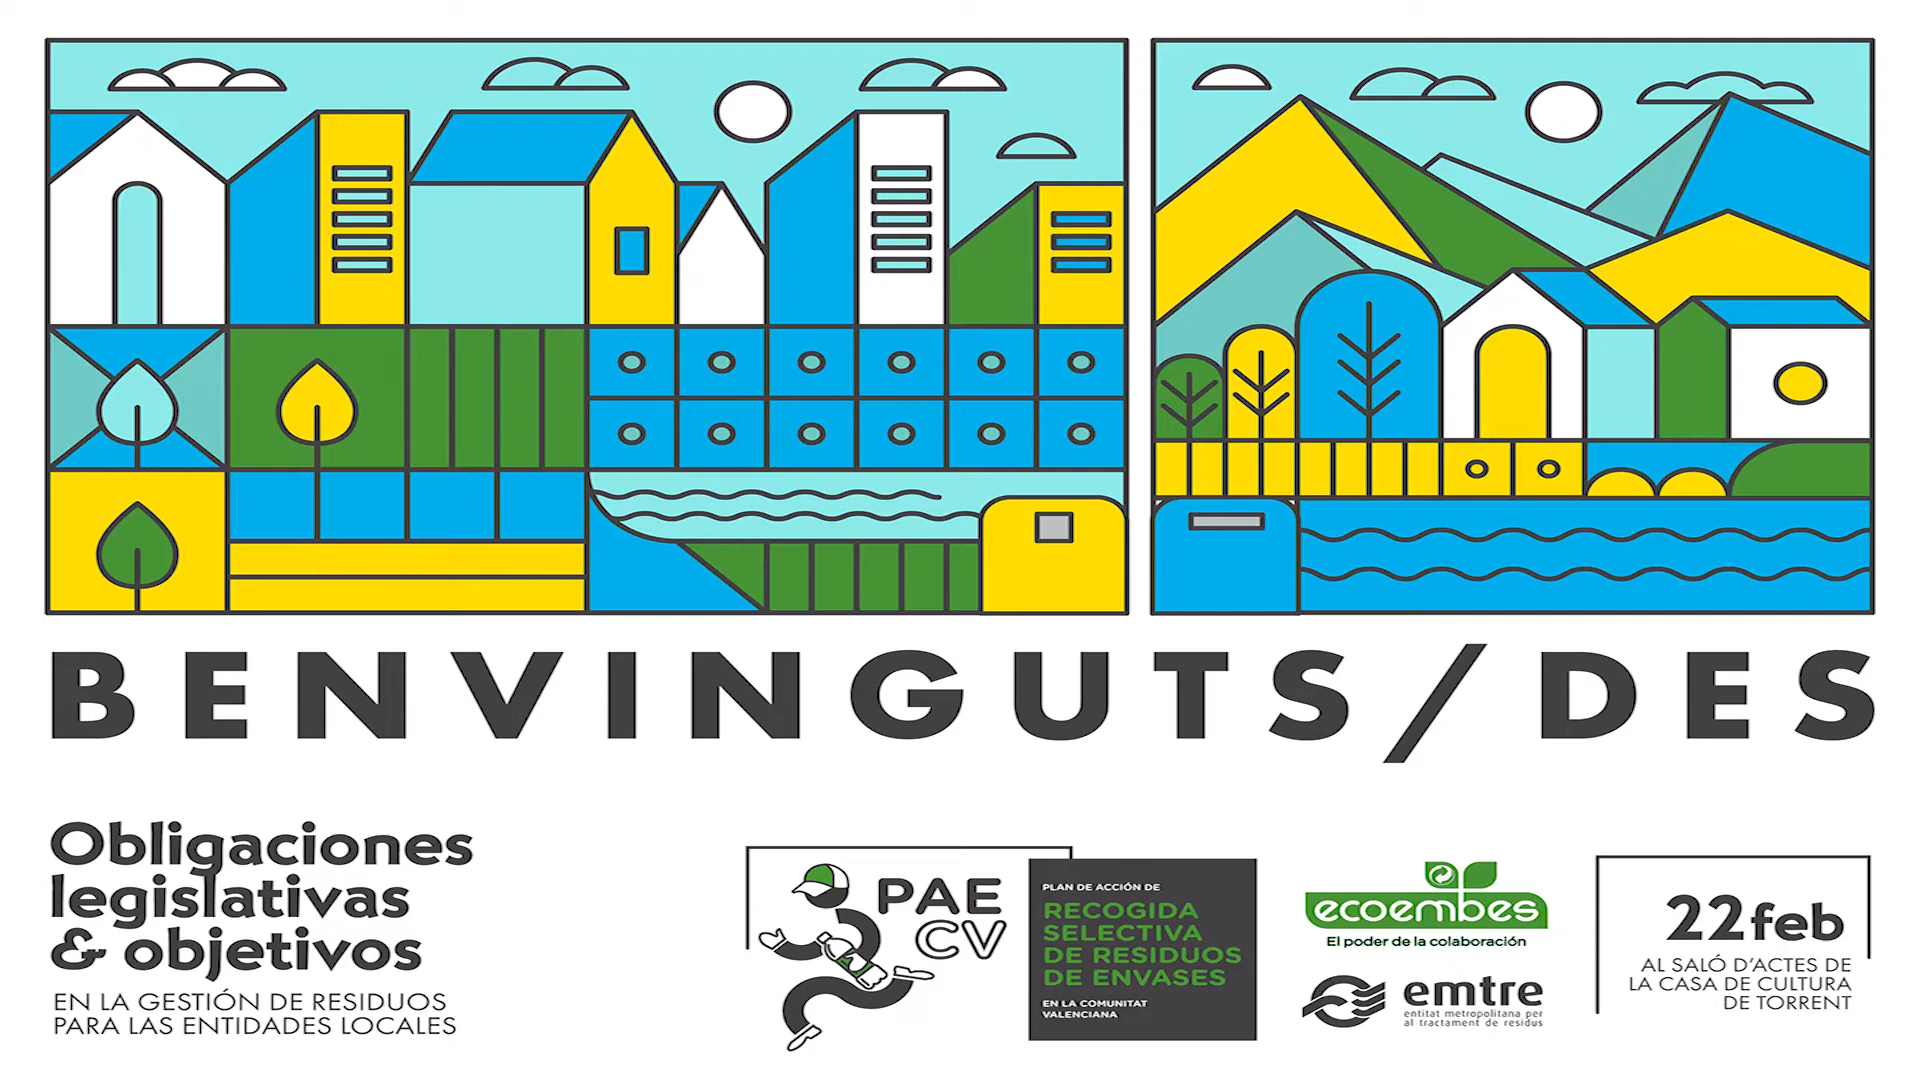 BENVINGUTS/DES
Obligaciones
legislativas
& objetivos
EN LA GESTIÓN DE RESIDUOS
PARA LAS ENTIDADES LOCALES
PAE
CV
PLAN DE ACCIÓN DE
RECOGIDA
SELECTIVA
DE RESIDUOS
DE ENVASES
EN LA COMUNITAT
VALENCIANA
ecoembes
El poder de la colaboración
emtre
entitat metropolitana per
al tractament de residus
22feb
AL SALÓ D'ACTES DE
LA CASA DE CULTURA
DE TORRENT